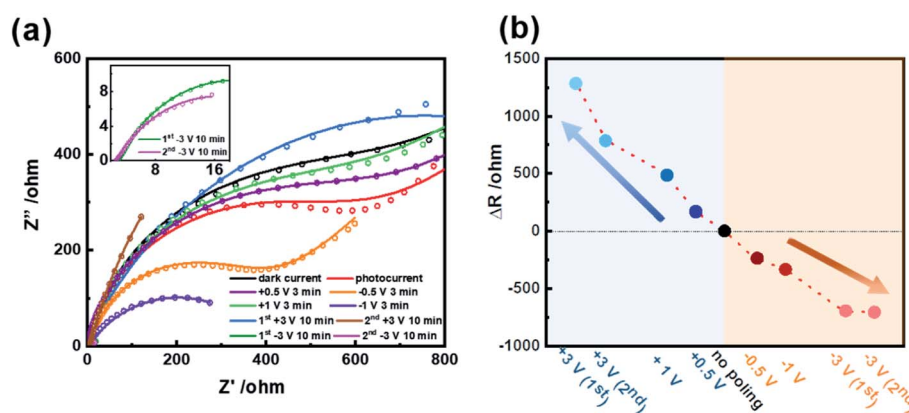 (a)
600
400
200
0
Z'' /ohm
8
4
0
8 16
1st -3 V 10 min
2nd -3 V 10 min
dark current photocurrent
+0.5 V 3 min -0.5 V 3 min
+1 V 3 min -1 V 3 min
1st +3 V 10 min 2nd +3 V 10 min
1st -3 V 10 min 2nd -3 V 10 min
0 200 400 600 800
Z' /ohm
(b)
1500
1000
500
0
-500
-1000
ΔR /ohm
+3 V (1st)
+3 V (2nd)
+1 V
+0.5 V
no poling
-0.5 V
-1 V
-3 V (1st)
-3 V (2nd)